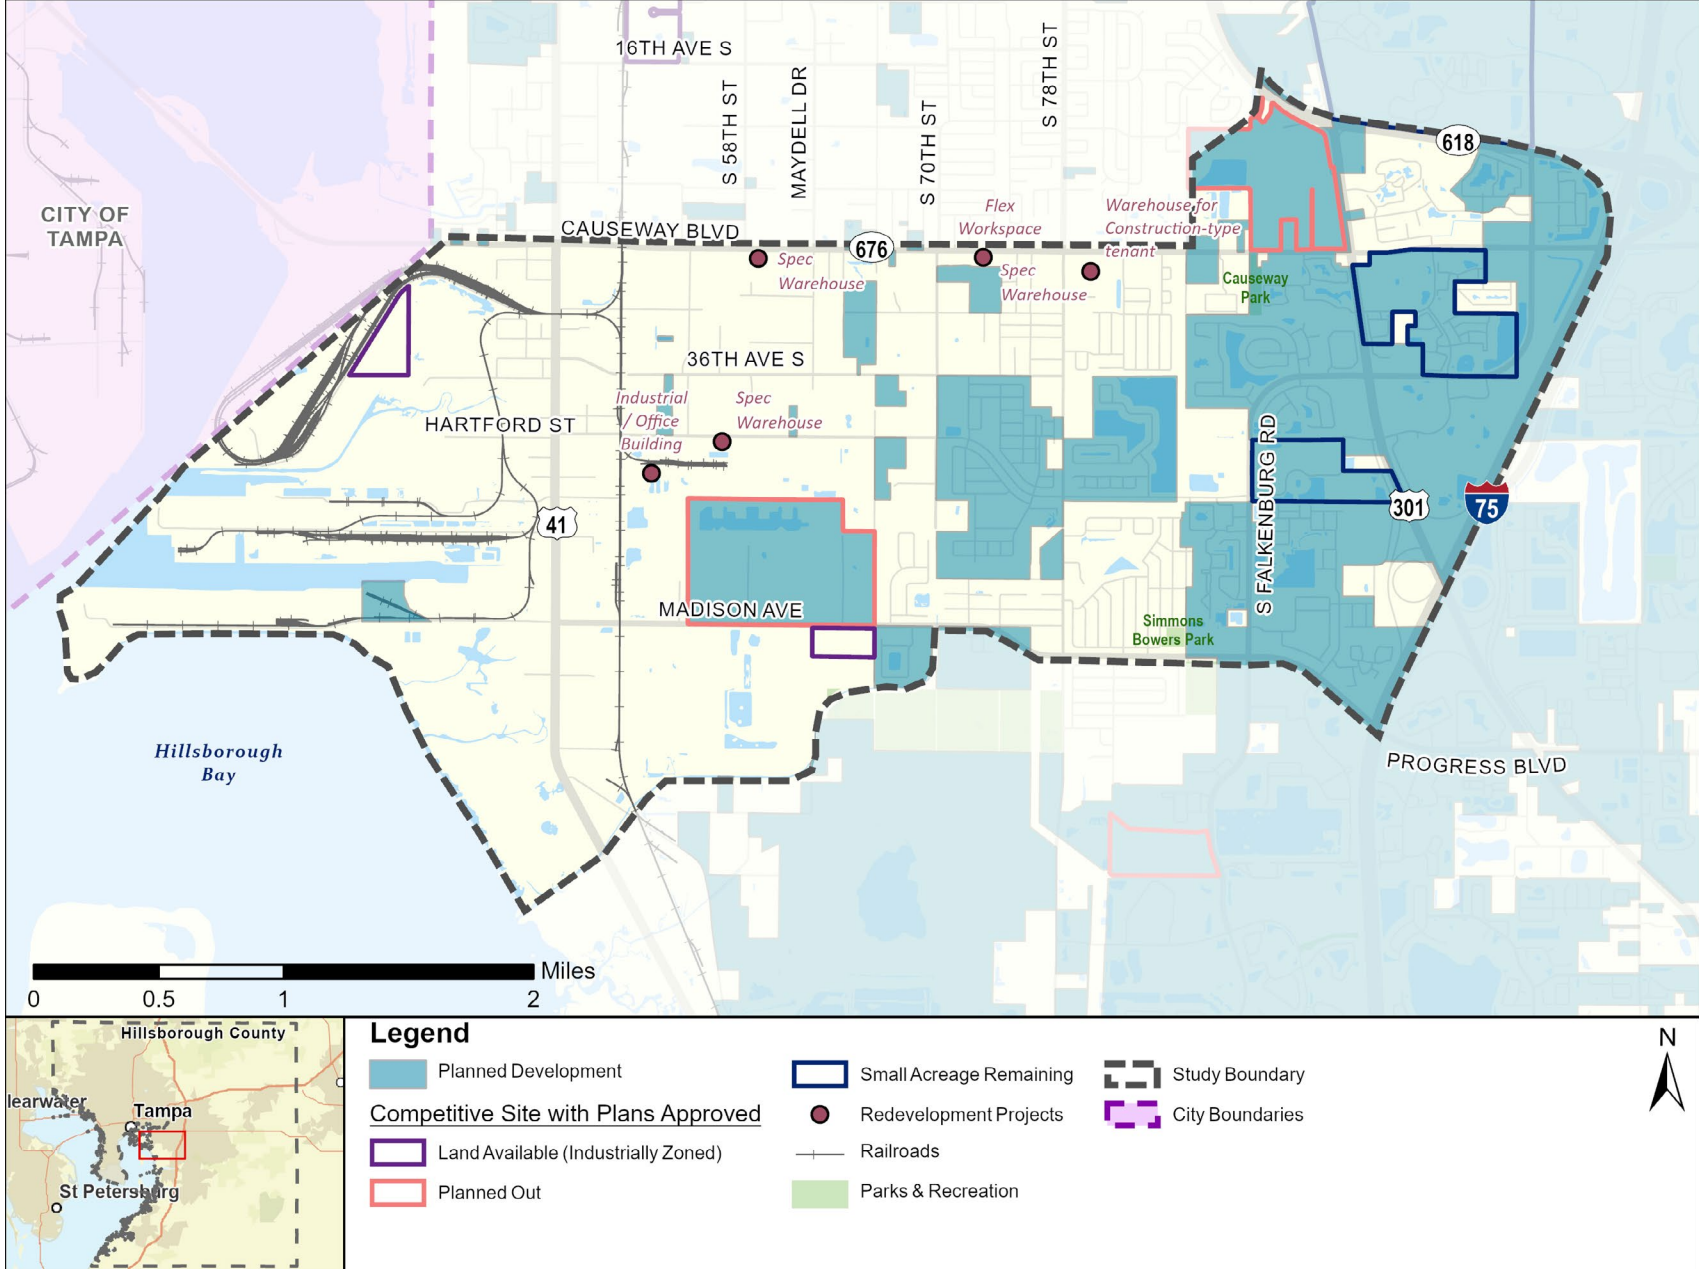 16TH AVE S
S 58TH ST
MAYDELL DR
S 70TH ST
S 78TH ST
618
CITY OF
TAMPA
CAUSEWAY BLVD
676
Flex
Workspace
Warehouse for
Construction-type
tenant
Spec
Warehouse
Spec
Warehouse
Causeway
Park
36TH AVE S
Industrial
/ Office
Building
Spec
Warehouse
HARTFORD ST
S FALKENBURG RD
41
301
75
MADISON AVE
Simmons
Bowers Park
Hillsborough
Bay
PROGRESS BLVD
Miles
0
0.5
1
2
Hillsborough County
learwater
Tampa
St Petersburg
Legend
Planned Development
Competitive Site with Plans Approved
Land Available (Industrially Zoned)
Planned Out
Small Acreage Remaining
Redevelopment Projects
Railroads
Parks & Recreation
Study Boundary
City Boundaries
N